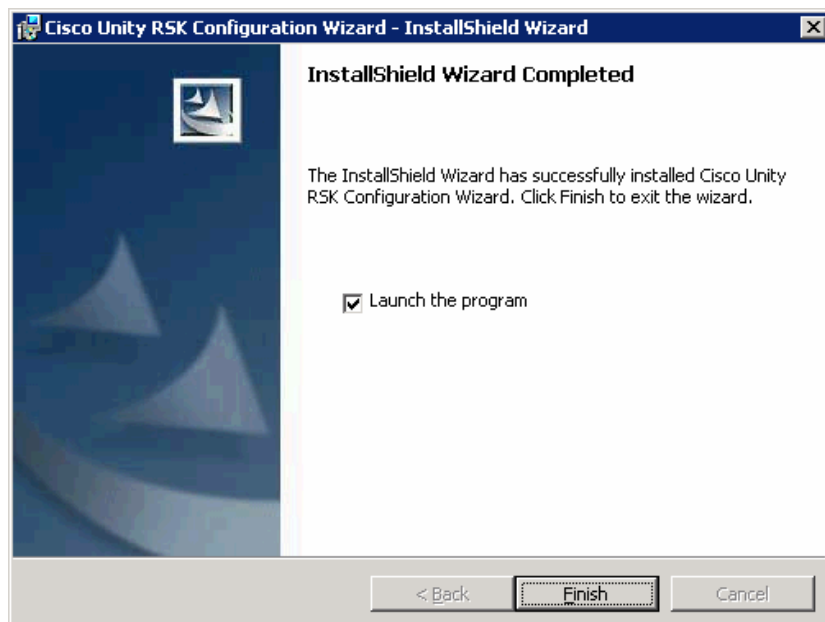 Cisco Unity RSK Configuration Wizard - InstallShield Wizard
InstallShield Wizard Completed
The InstallShield Wizard has successfully installed Cisco Unity
RSK Configuration Wizard. Click Finish to exit the wizard.
Launch the program
< Back
Finish
Cancel